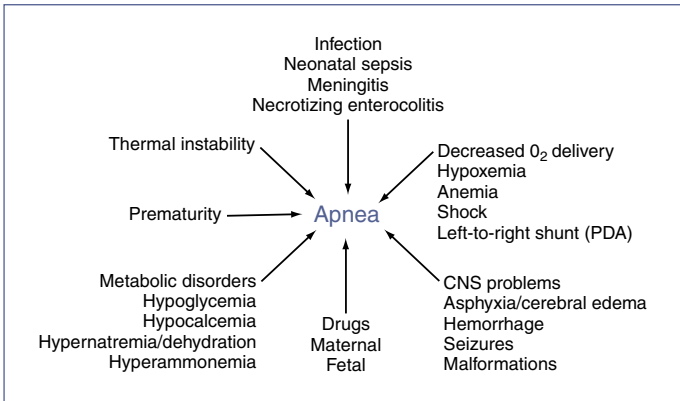 Infection
Neonatal sepsis
Meningitis
Necrotizing enterocolitis
Thermal instability
Decreased 0₂ delivery
Hypoxemia
Anemia
Shock
Left-to-right shunt (PDA)
Prematurity
Apnea
Metabolic disorders
Hypoglycemia
Hypocalcemia
Hypernatremia/dehydration
Hyperammonemia
Drugs
Maternal
Fetal
CNS problems
Asphyxia/cerebral edema
Hemorrhage
Seizures
Malformations